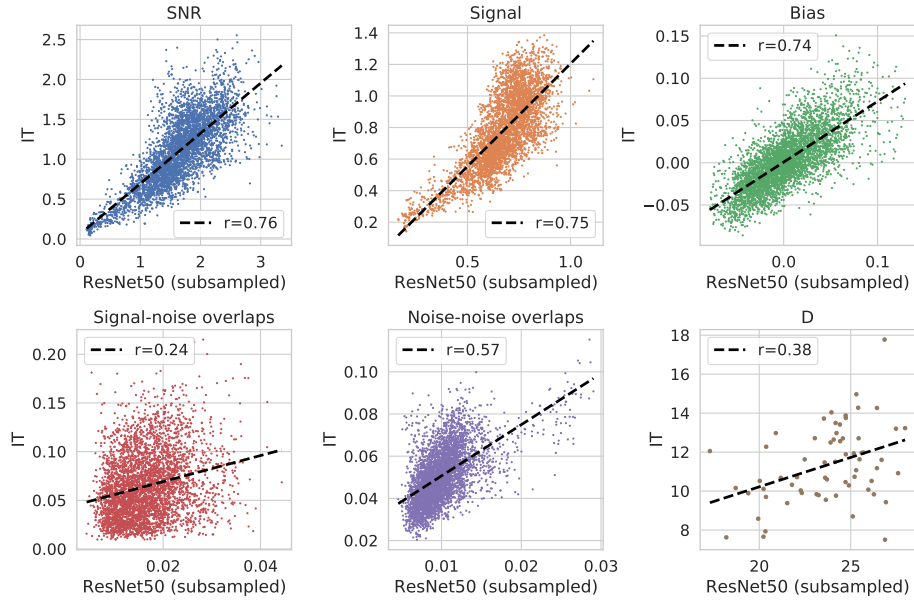 SNR
2.5
2.0
1.5
1.0
0.5
0.0
IT
r=0.76
0 1 2 3
ResNet50 (subsampled)
Signal
1.4
1.2
1.0
0.8
0.6
0.4
0.2
IT
r=0.75
0.5 1.0
ResNet50 (subsampled)
Bias
r=0.74
0.15
0.10
0.05
0.00
−0.05
IT
0.0 0.1
ResNet50 (subsampled)
Signal-noise overlaps
r=0.24
0.20
0.15
0.10
0.05
0.00
IT
0.02 0.04
ResNet50 (subsampled)
Noise-noise overlaps
r=0.57
0.10
0.08
0.06
0.04
0.02
IT
0.01 0.02 0.03
ResNet50 (subsampled)
D
r=0.38
18
16
14
12
10
8
IT
20 25
ResNet50 (subsampled)